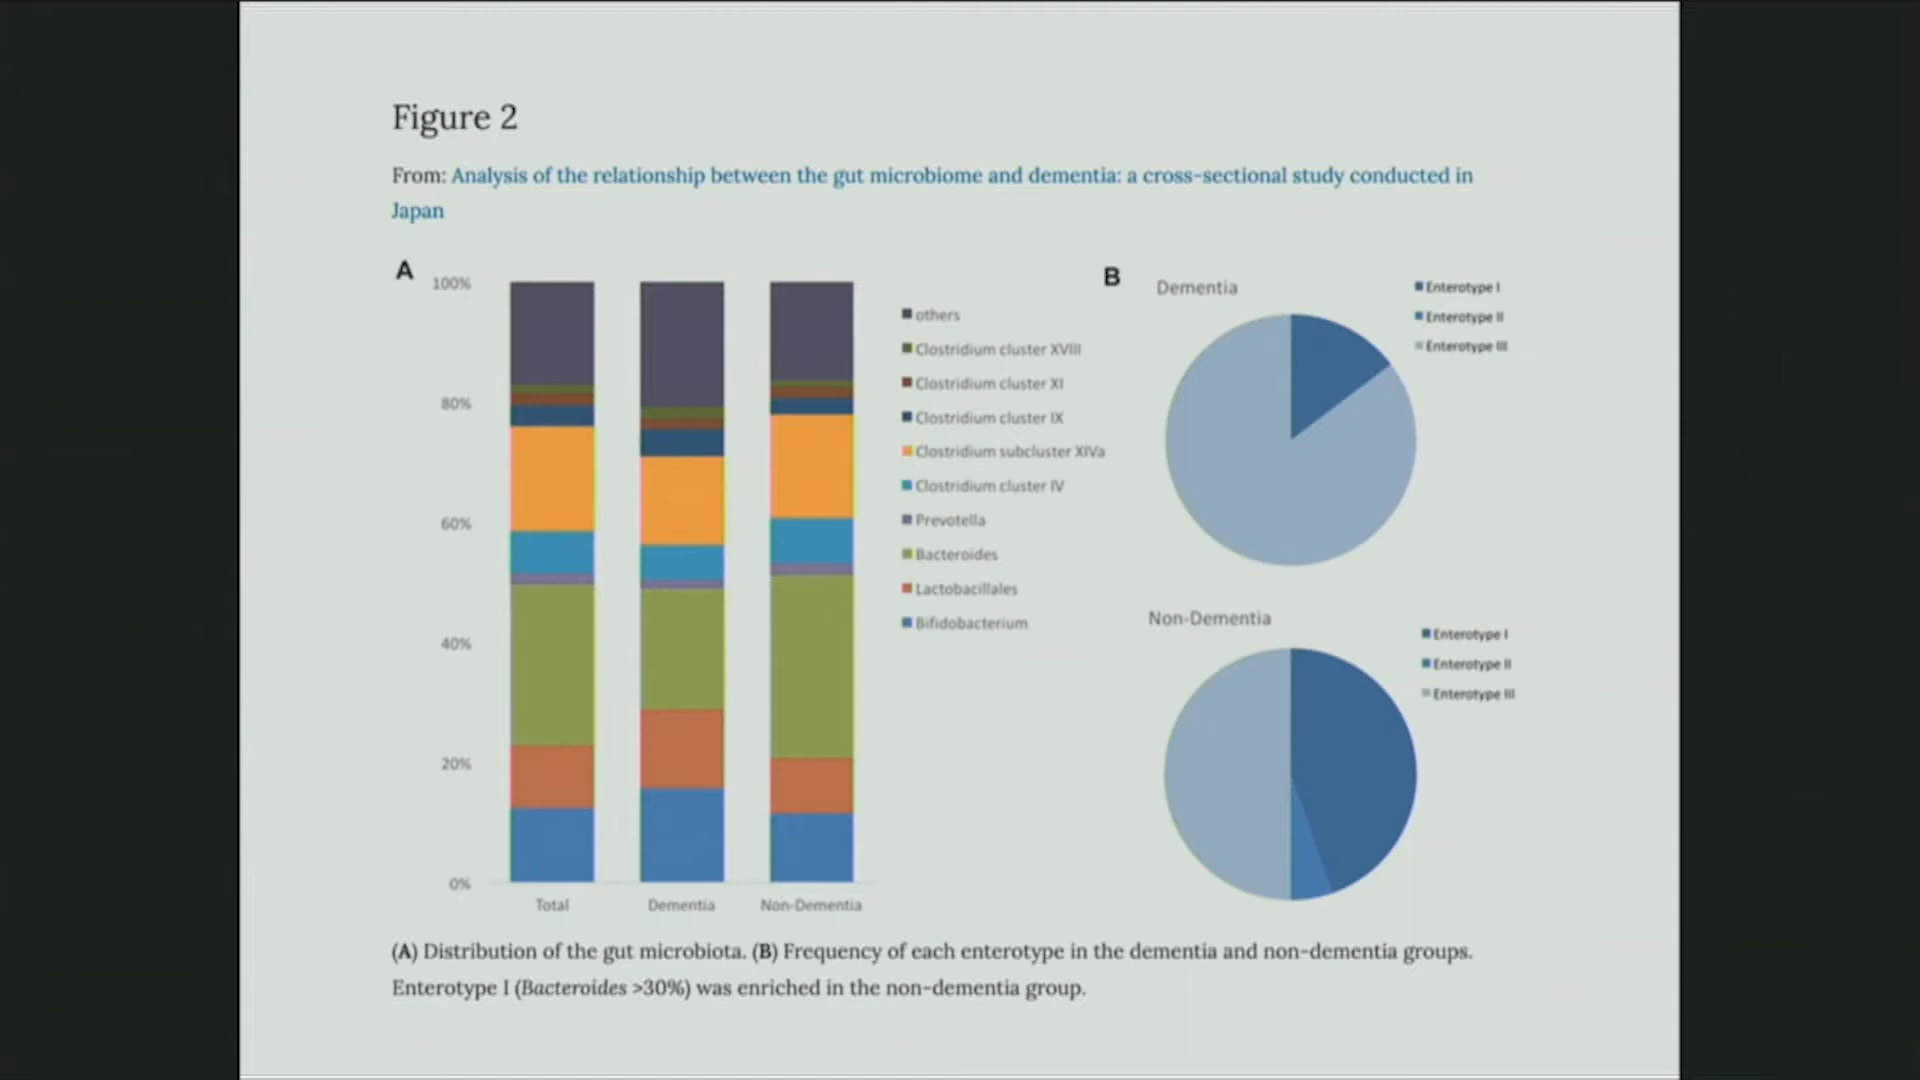 Figure 2
From: Analysis of the relationship between the gut microbiome and dementia: a cross-sectional study conducted in
Japan
A
100%
80%
60%
40%
20%
0%
Total
Dementia
Non-Dementia
others
Clostridium cluster XVIII
Clostridium cluster XI
Clostridium cluster IX
Clostridium subcluster XIVa
Clostridium cluster IV
Prevotella
Bacteroides
Lactobacillales
Bifidobacterium
B
Dementia
Enterotype I
Enterotype II
Enterotype III
Non-Dementia
Enterotype I
Enterotype II
Enterotype III
(A) Distribution of the gut microbiota. (B) Frequency of each enterotype in the dementia and non-dementia groups.
Enterotype I (Bacteroides >30%) was enriched in the non-dementia group.